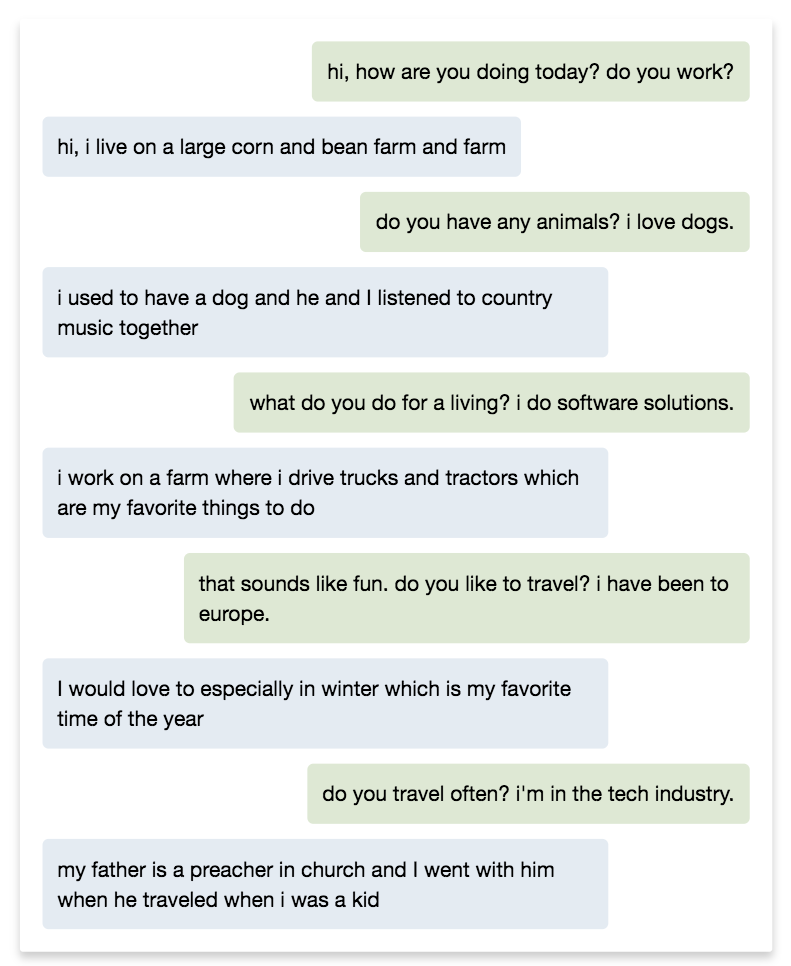 hi, how are you doing today? do you work?
hi, i live on a large corn and bean farm and farm
do you have any animals? i love dogs.
i used to have a dog and he and I listened to country
music together
what do you do for a living? i do software solutions.
i work on a farm where i drive trucks and tractors which
are my favorite things to do
that sounds like fun. do you like to travel? i have been to
europe.
I would love to especially in winter which is my favorite
time of the year
do you travel often? i'm in the tech industry.
my father is a preacher in church and I went with him
when he traveled when i was a kid